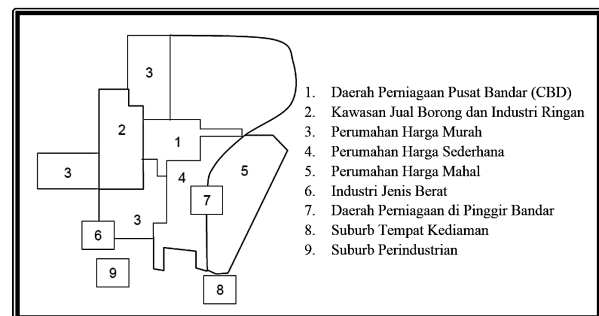 3
2
1
3
4
5
7
3
6
9
8
1. Daerah Perniagaan Pusat Bandar (CBD)
2. Kawasan Jual Borong dan Industri Ringan
3. Perumahan Harga Murah
4. Perumahan Harga Sederhana
5. Perumahan Harga Mahal
6. Industri Jenis Berat
7. Daerah Perniagaan di Pinggir Bandar
8. Suburb Tempat Kediaman
9. Suburb Perindustrian